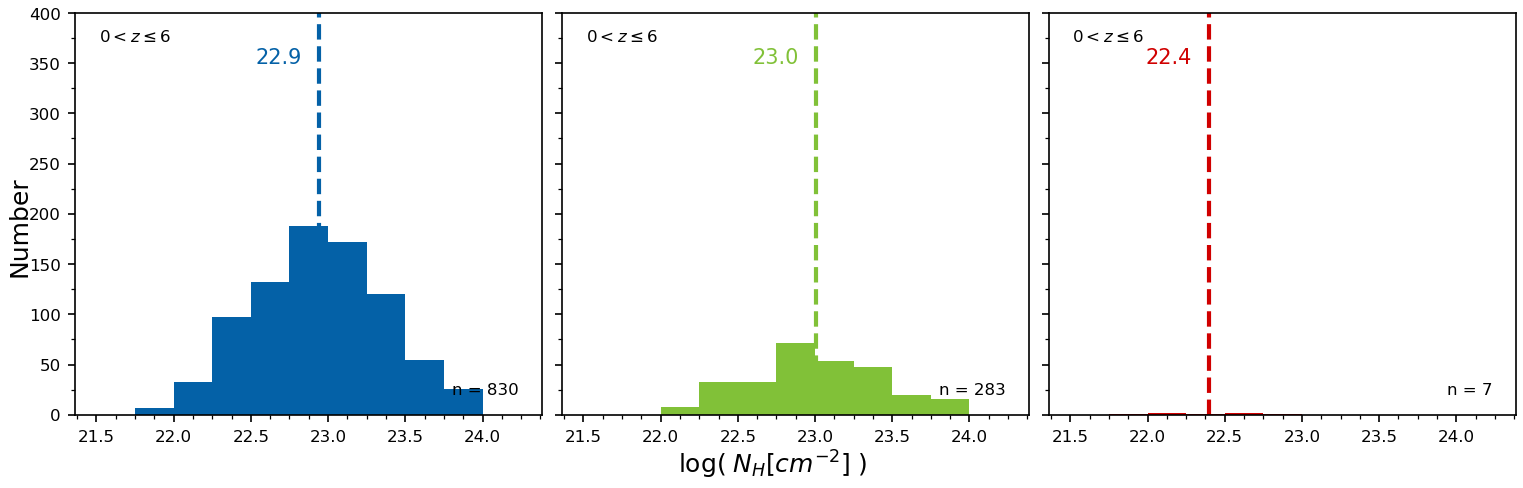 0 < z ≤ 6
22.9
n = 830
0 < z ≤ 6
23.0
n = 283
0 < z ≤ 6
22.4
n = 7
400
350
300
250
200
150
100
50
0
Number
21.5 22.0 22.5 23.0 23.5 24.0
21.5 22.0 22.5 23.0 23.5 24.0
21.5 22.0 22.5 23.0 23.5 24.0
log( N_H[cm^{-2}] )